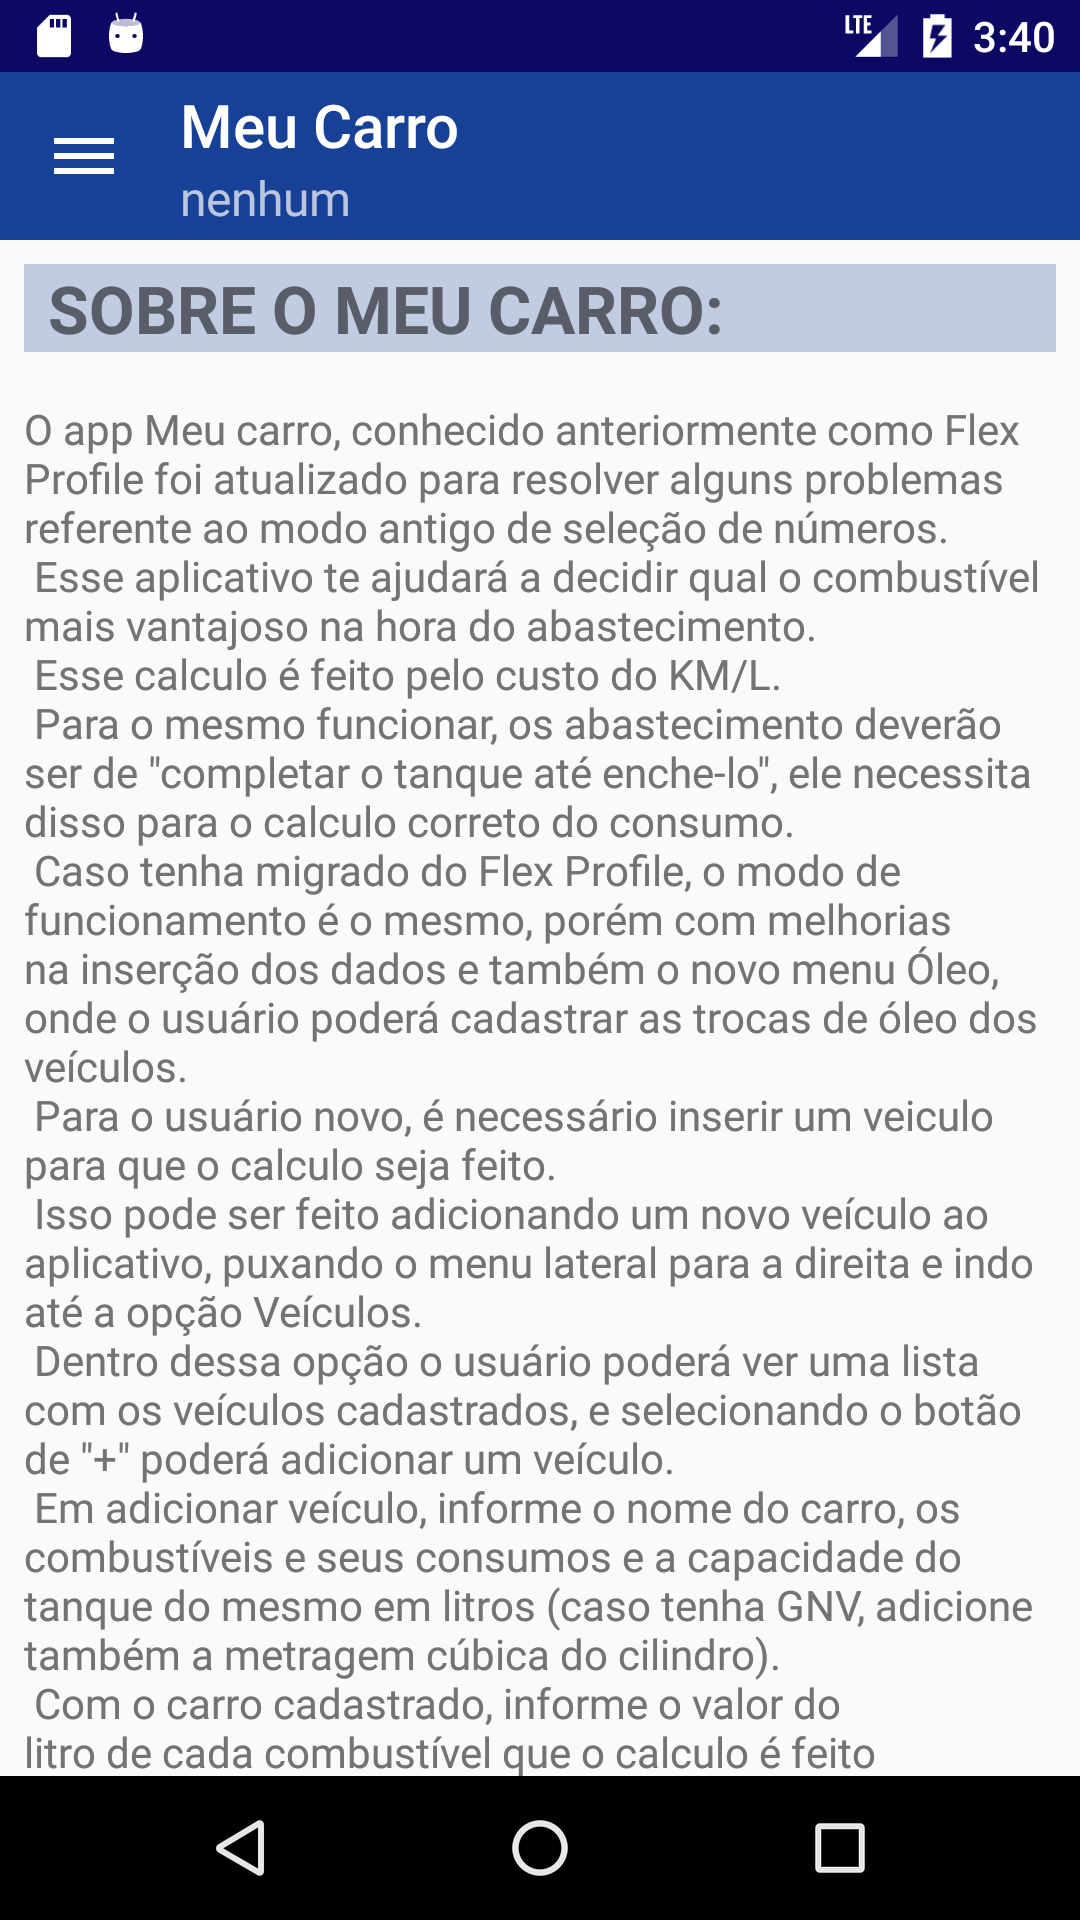 LTE 3:40
Meu Carro
nenhum
SOBRE O MEU CARRO:
O app Meu carro, conhecido anteriormente como Flex
Profile foi atualizado para resolver alguns problemas
referente ao modo antigo de seleção de números.
Esse aplicativo te ajudará a decidir qual o combustível
mais vantajoso na hora do abastecimento.
Esse calculo é feito pelo custo do KM/L.
Para o mesmo funcionar, os abastecimento deverão
ser de "completar o tanque até enche-lo", ele necessita
disso para o calculo correto do consumo.
Caso tenha migrado do Flex Profile, o modo de
funcionamento é o mesmo, porém com melhorias
na inserção dos dados e também o novo menu Óleo,
onde o usuário poderá cadastrar as trocas de óleo dos
veículos.
Para o usuário novo, é necessário inserir um veiculo
para que o calculo seja feito.
Isso pode ser feito adicionando um novo veículo ao
aplicativo, puxando o menu lateral para a direita e indo
até a opção Veículos.
Dentro dessa opção o usuário poderá ver uma lista
com os veículos cadastrados, e selecionando o botão
de "+" poderá adicionar um veículo.
Em adicionar veículo, informe o nome do carro, os
combustíveis e seus consumos e a capacidade do
tanque do mesmo em litros (caso tenha GNV, adicione
também a metragem cúbica do cilindro).
Com o carro cadastrado, informe o valor do
litro de cada combustível que o calculo é feito